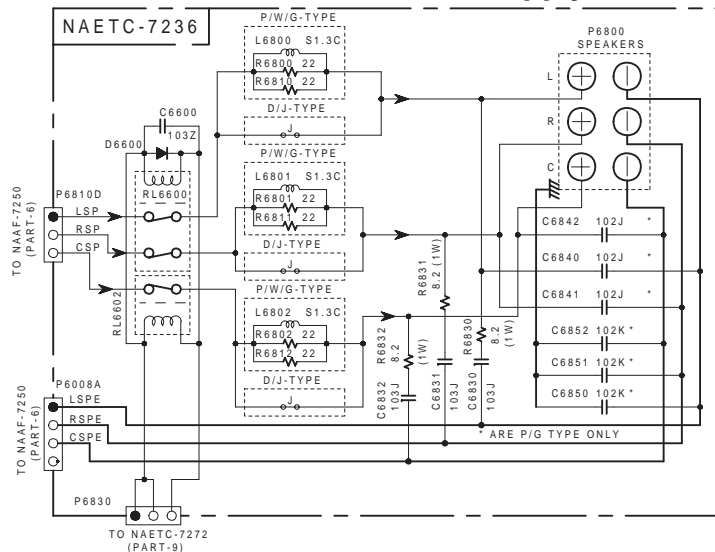 NAETC-7236
P/W/G-TYPE
L6800 S1.3C
R6800 22
R6810 22
D/J-TYPE
J
P/W/G-TYPE
L6801 S1.3C
R6801 22
R6811 22
D/J-TYPE
J
P/W/G-TYPE
L6802 S1.3C
R6802 22
R6812 22
D/J-TYPE
J
C6600
103Z
D6600
RL6600
RL6602
P6810D
LSP
RSP
CSP
TO NAAF-7250
(PART-6)
P6008A
LSPE
RSPE
CSPE
TO NAAF-7250
(PART-6)
P6830
TO NAETC-7272
(PART-9)
P6800
SPEAKERS
L
R
C
C6842 102J *
C6840 102J *
C6841 102J *
C6852 102K *
C6851 102K *
C6850 102K *
R6832
8.2
(1W)
C6832
103J
R6831
8.2 (1W)
C6831
103J
R6830
8.2
(1W)
C6830
103J
* ARE P/G TYPE ONLY